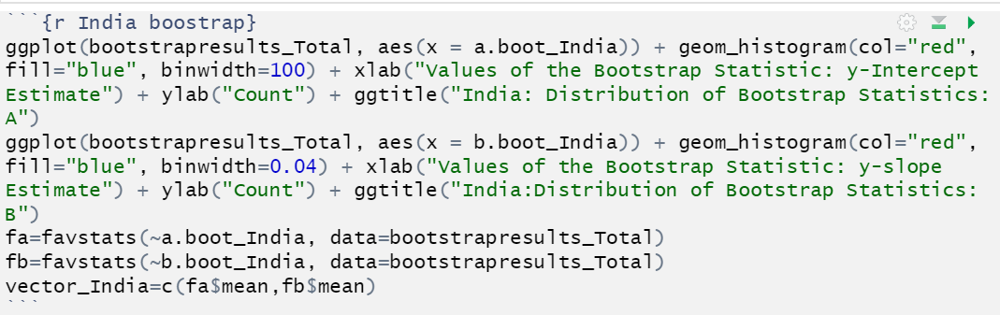 ```{r India boostrap}
ggplot(bootstrapresults_Total, aes(x = a.boot_India)) + geom_histogram(col="red",
fill="blue", binwidth=100) + xlab("Values of the Bootstrap Statistic: y-Intercept
Estimate") + ylab("Count") + ggtitle("India: Distribution of Bootstrap Statistics:
A")
ggplot(bootstrapresults_Total, aes(x = b.boot_India)) + geom_histogram(col="red",
fill="blue", binwidth=0.04) + xlab("Values of the Bootstrap Statistic: y-slope
Estimate") + ylab("Count") + ggtitle("India:Distribution of Bootstrap Statistics:
B")
fa=favstats(~a.boot_India, data=bootstrapresults_Total)
fb=favstats(~b.boot_India, data=bootstrapresults_Total)
vector_India=c(fa$mean,fb$mean)
```